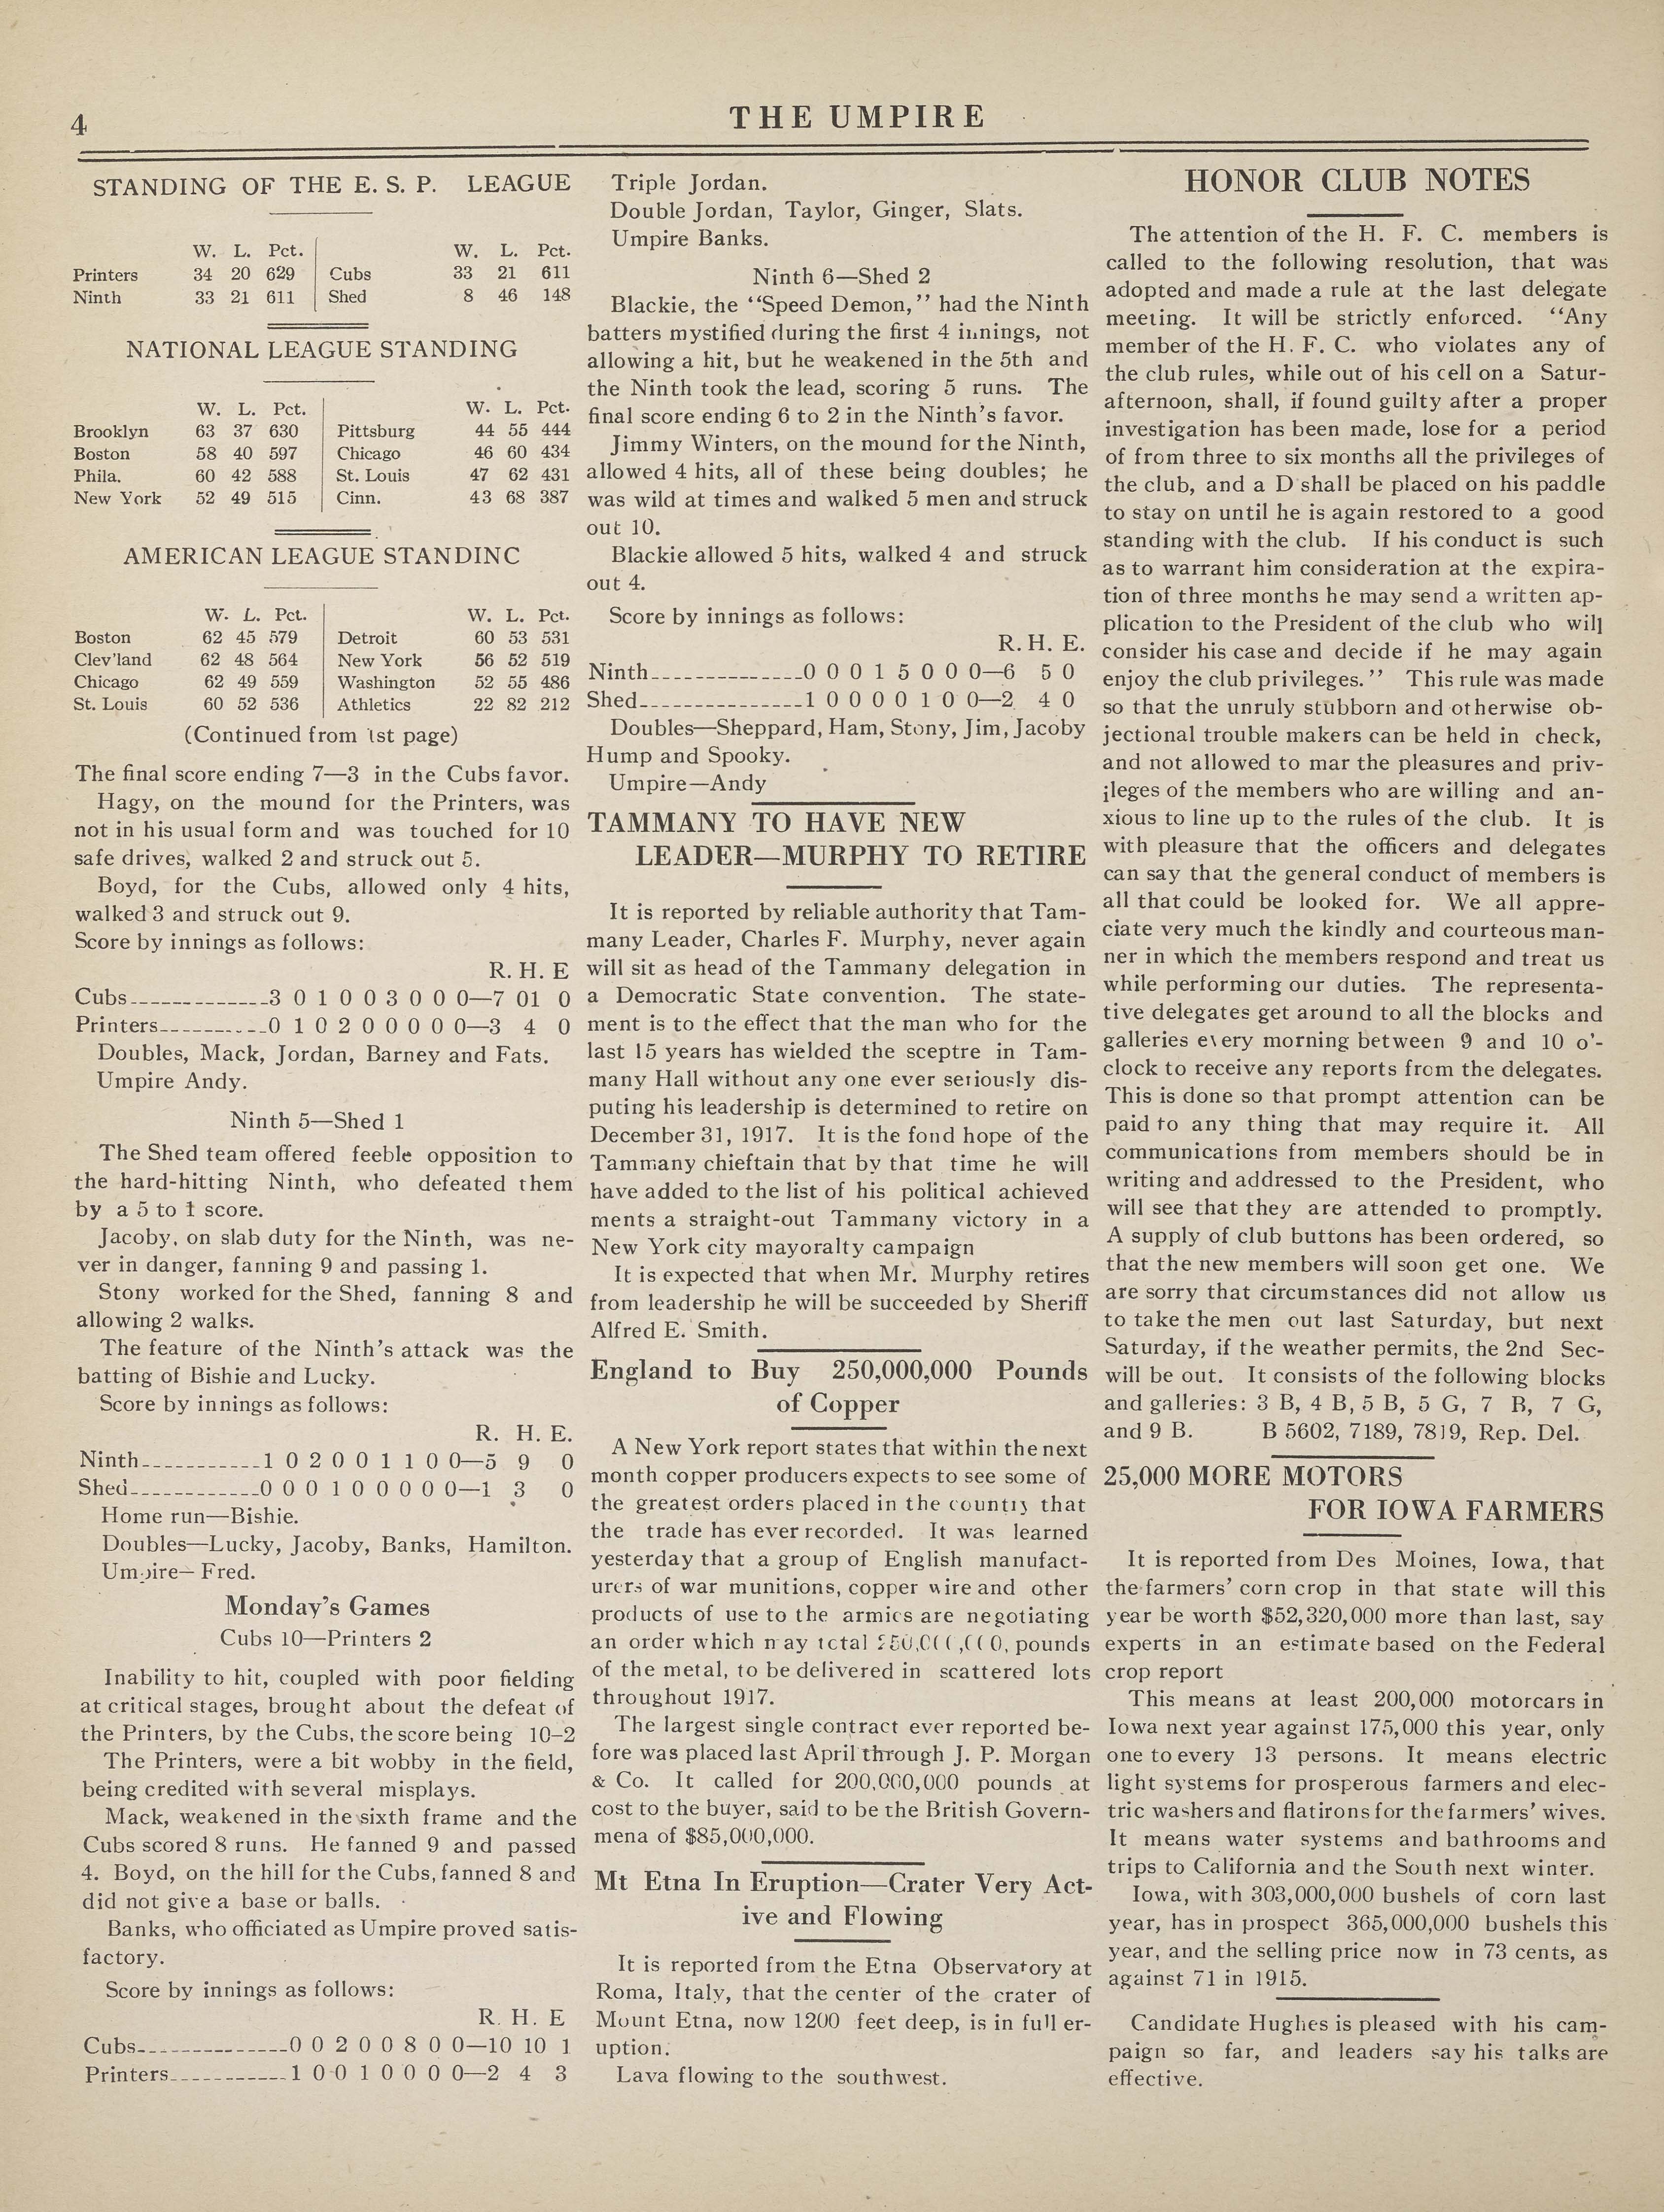 4
THE UMPIRE
STANDING OF THE E. S. P. LEAGUE
W. L. Pct. W. L. Pct.
Printers 34 20 629 Cubs 33 21 611
Ninth 33 21 611 Shed 8 46 148
NATIONAL LEAGUE STANDING
W. L. Pct. W. L. Pct.
Brooklyn 63 37 630 Pittsburg 44 55 444
Boston 58 40 597 Chicago 46 60 434
Phila. 60 42 588 St. Louis 47 62 431
New York 52 49 515 Cinn. 43 68 387
AMERICAN LEAGUE STANDINC
W. L. Pct. W. L. Pct.
Boston 62 45 579 Detroit 60 53 531
Clev'land 62 48 564 New York 56 52 519
Chicago 62 49 559 Washington 52 55 486
St. Louis 60 52 536 Athletics 22 82 212
(Continued from 1st page)
The final score ending 7—3 in the Cubs favor.
Hagy, on the mound for the Printers, was
not in his usual form and was touched for 10
safe drives, walked 2 and struck out 5.
Boyd, for the Cubs, allowed only 4 hits,
walked 3 and struck out 9.
Score by innings as follows:
R. H. E
Cubs-------------3 0 1 0 0 3 0 0 0—7 01 0
Printers----------0 1 0 2 0 0 0 0 0—3 4 0
Doubles, Mack, Jordan, Barney and Fats.
Umpire Andy.
Ninth 5—Shed 1
The Shed team offered feeble opposition to
the hard-hitting Ninth, who defeated them
by a 5 to 1 score.
Jacoby, on slab duty for the Ninth, was ne-
ver in danger, fanning 9 and passing 1.
Stony worked for the Shed, fanning 8 and
allowing 2 walks.
The feature of the Ninth's attack was the
batting of Bishie and Lucky.
Score by innings as follows:
R. H. E.
Ninth-----------1 0 2 0 0 1 1 0 0—5 9 0
Shed------------0 0 0 1 0 0 0 0 0—1 3 0
Home run—Bishie.
Doubles—Lucky, Jacoby, Banks, Hamilton.
Umpire—Fred.
Monday's Games
Cubs 10—Printers 2
Inability to hit, coupled with poor fielding
at critical stages, brought about the defeat of
the Printers, by the Cubs, the score being 10-2
The Printers, were a bit wobby in the field,
being credited with several misplays.
Mack, weakened in the sixth frame and the
Cubs scored 8 runs. He fanned 9 and passed
4. Boyd, on the hill for the Cubs, fanned 8 and
did not give a base or balls.
Banks, who officiated as Umpire proved satis-
factory.
Score by innings as follows:
R. H. E
Cubs---------------0 0 2 0 0 8 0 0—10 10 1
Printers------------1 0 0 1 0 0 0 0—2 4 3
Triple Jordan.
Double Jordan, Taylor, Ginger, Slats.
Umpire Banks.
Ninth 6—Shed 2
Blackie, the "Speed Demon," had the Ninth
batters mystified during the first 4 innings, not
allowing a hit, but he weakened in the 5th and
the Ninth took the lead, scoring 5 runs. The
final score ending 6 to 2 in the Ninth's favor.
Jimmy Winters, on the mound for the Ninth,
allowed 4 hits, all of these being doubles; he
was wild at times and walked 5 men and struck
out 10.
Blackie allowed 5 hits, walked 4 and struck
out 4.
Score by innings as follows:
R. H. E.
Ninth---------------0 0 0 1 5 0 0 0—6 5 0
Shed----------------1 0 0 0 0 1 0 0—2 4 0
Doubles—Sheppard, Ham, Stony, Jim, Jacoby
Hump and Spooky.
Umpire—Andy
TAMMANY TO HAVE NEW
LEADER—MURPHY TO RETIRE
It is reported by reliable authority that Tam-
many Leader, Charles F. Murphy, never again
will sit as head of the Tammany delegation in
a Democratic State convention. The state-
ment is to the effect that the man who for the
last 15 years has wielded the sceptre in Tam-
many Hall without any one ever seriously dis-
puting his leadership is determined to retire on
December 31, 1917. It is the fond hope of the
Tammany chieftain that by that time he will
have added to the list of his political achieved
ments a straight-out Tammany victory in a
New York city mayoralty campaign
It is expected that when Mr. Murphy retires
from leadership he will be succeeded by Sheriff
Alfred E. Smith.
England to Buy 250,000,000 Pounds
of Copper
A New York report states that within the next
month copper producers expects to see some of
the greatest orders placed in the country that
the trade has ever recorded. It was learned
yesterday that a group of English manufact-
urers of war munitions, copper wire and other
products of use to the armies are negotiating
an order which may total 250,000,000, pounds
of the metal, to be delivered in scattered lots
throughout 1917.
The largest single contract ever reported be-
fore was placed last April through J. P. Morgan
& Co. It called for 200,000,000 pounds at
cost to the buyer, said to be the British Govern-
mena of $85,000,000.
Mt Etna In Eruption—Crater Very Act-
ive and Flowing
It is reported from the Etna Observatory at
Roma, Italy, that the center of the crater of
Mount Etna, now 1200 feet deep, is in full er-
uption.
Lava flowing to the southwest.
HONOR CLUB NOTES
The attention of the H. F. C. members is
called to the following resolution, that was
adopted and made a rule at the last delegate
meeting. It will be strictly enforced. "Any
member of the H. F. C. who violates any of
the club rules, while out of his cell on a Satur-
afternoon, shall, if found guilty after a proper
investigation has been made, lose for a period
of from three to six months all the privileges of
the club, and a D shall be placed on his paddle
to stay on until he is again restored to a good
standing with the club. If his conduct is such
as to warrant him consideration at the expira-
tion of three months he may send a written ap-
plication to the President of the club who will
consider his case and decide if he may again
enjoy the club privileges." This rule was made
so that the unruly stubborn and otherwise ob-
jectional trouble makers can be held in check,
and not allowed to mar the pleasures and priv-
ileges of the members who are willing and an-
xious to line up to the rules of the club. It is
with pleasure that the officers and delegates
can say that the general conduct of members is
all that could be looked for. We all appre-
ciate very much the kindly and courteous man-
ner in which the members respond and treat us
while performing our duties. The representa-
tive delegates get around to all the blocks and
galleries every morning between 9 and 10 o'-
clock to receive any reports from the delegates.
This is done so that prompt attention can be
paid to any thing that may require it. All
communications from members should be in
writing and addressed to the President, who
will see that they are attended to promptly.
A supply of club buttons has been ordered, so
that the new members will soon get one. We
are sorry that circumstances did not allow us
to take the men out last Saturday, but next
Saturday, if the weather permits, the 2nd Sec-
will be out. It consists of the following blocks
and galleries: 3 B, 4 B, 5 B, 5 G, 7 B, 7 G,
and 9 B. B 5602, 7189, 7819, Rep. Del.
25,000 MORE MOTORS
FOR IOWA FARMERS
It is reported from Des Moines, Iowa, that
the farmers' corn crop in that state will this
year be worth $52,320,000 more than last, say
experts in an estimate based on the Federal
crop report
This means at least 200,000 motorcars in
Iowa next year against 175,000 this year, only
one to every 13 persons. It means electric
light systems for prosperous farmers and elec-
tric washers and flatirons for the farmers' wives.
It means water systems and bathrooms and
trips to California and the South next winter.
Iowa, with 303,000,000 bushels of corn last
year, has in prospect 365,000,000 bushels this
year, and the selling price now in 73 cents, as
against 71 in 1915.
Candidate Hughes is pleased with his cam-
paign so far, and leaders say his talks are
effective.